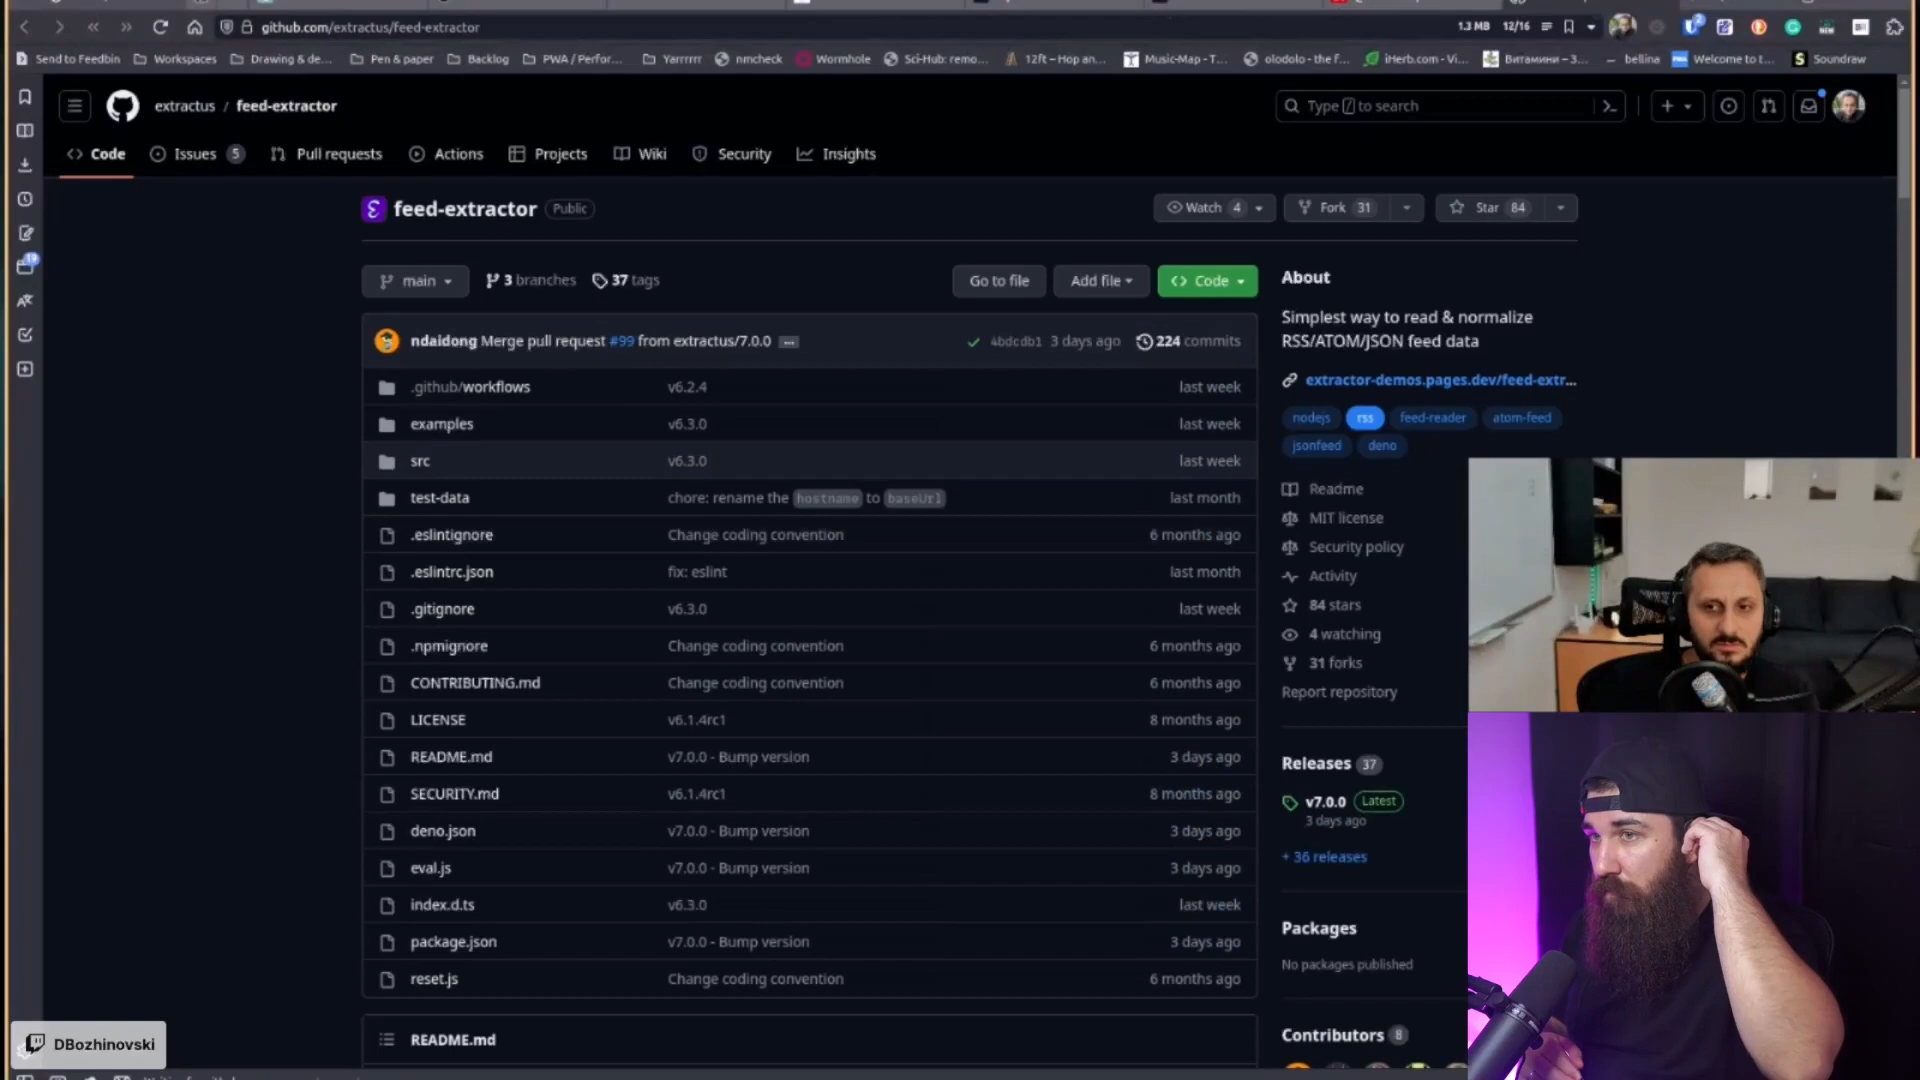 github.com/extractus/feed-extractor
1.3 MB 12/16
Send to Feedbin Workspaces Drawing & de... Pen & paper Backlog PWA / Perfor... Yarrrrrr nmcheck Wormhole Sci-Hub: remo... 12ft – Hop an... Music-Map - T... olodolo - the f... iHerb.com - Vi... Витамини – 3... bellina Welcome to t... Soundraw
extractus / feed-extractor
Type / to search
Code Issues 5 Pull requests Actions Projects Wiki Security Insights
feed-extractor Public
Watch 4 Fork 31 Star 84
main 3 branches 37 tags
Go to file Add file Code
ndaidong Merge pull request #99 from extractus/7.0.0 ... 4bdcdb1 3 days ago 224 commits
.github/workflows v6.2.4 last week
examples v6.3.0 last week
src v6.3.0 last week
test-data chore: rename the hostname to baseUrl last month
.eslintignore Change coding convention 6 months ago
.eslintrc.json fix: eslint last month
.gitignore v6.3.0 last week
.npmignore Change coding convention 6 months ago
CONTRIBUTING.md Change coding convention 6 months ago
LICENSE v6.1.4rc1 8 months ago
README.md v7.0.0 - Bump version 3 days ago
SECURITY.md v6.1.4rc1 8 months ago
deno.json v7.0.0 - Bump version 3 days ago
eval.js v7.0.0 - Bump version 3 days ago
index.d.ts v6.3.0 last week
package.json v7.0.0 - Bump version 3 days ago
reset.js Change coding convention 6 months ago
README.md
About
Simplest way to read & normalize
RSS/ATOM/JSON feed data
extractor-demos.pages.dev/feed-extr...
nodejs rss feed-reader atom-feed
jsonfeed deno
Readme
MIT license
Security policy
Activity
84 stars
4 watching
31 forks
Report repository
Releases 37
v7.0.0 Latest
3 days ago
+ 36 releases
Packages
No packages published
Contributors 8
19
DBozhinovski